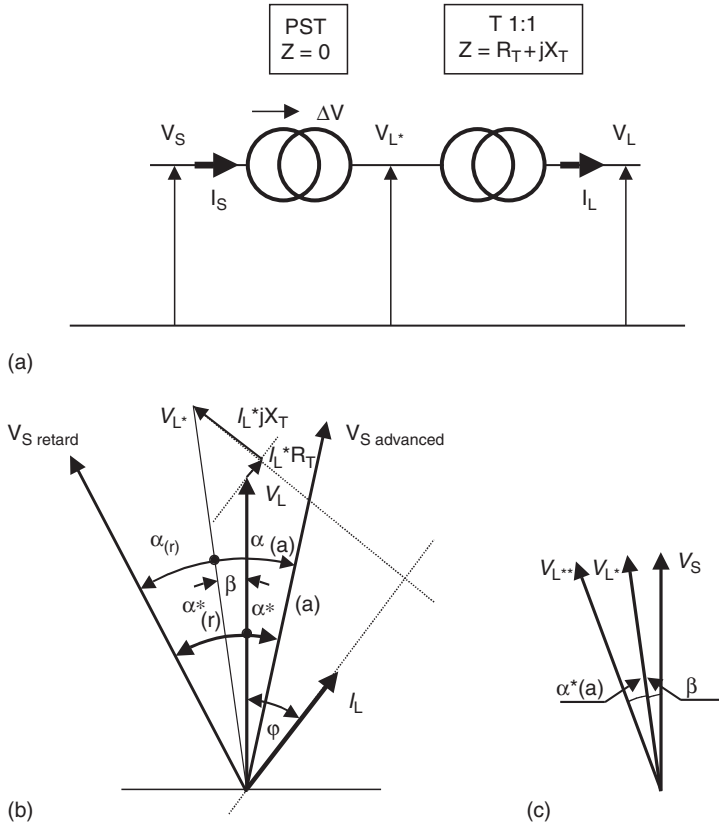 PST
Z = 0
T 1:1
Z = R_T + jX_T
ΔV
V_S
V_L*
V_L
I_S
I_L
(a)
V_S retard
V_L*
I_L*jX_T
V_S advanced
I_L*R_T
V_L
α(r)
α(a)
β
α*(r)
α*(a)
I_L
φ
(b)
V_L**
V_L*
V_S
α*(a)
β
(c)